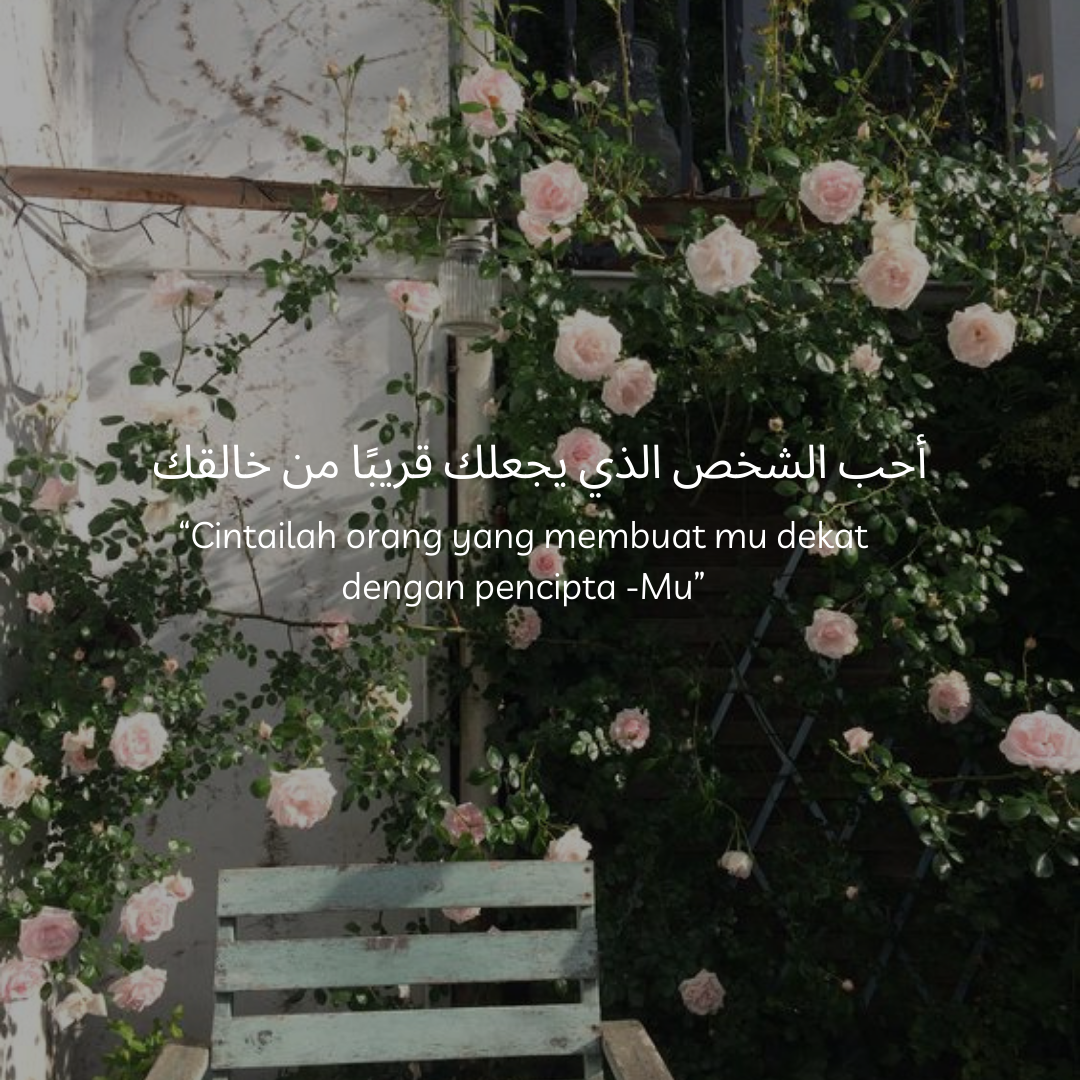 أحب الشخص الذي يجعلك قريبًا من خالقك
“Cintailah orang yang membuat mu dekat
dengan pencipta -Mu”